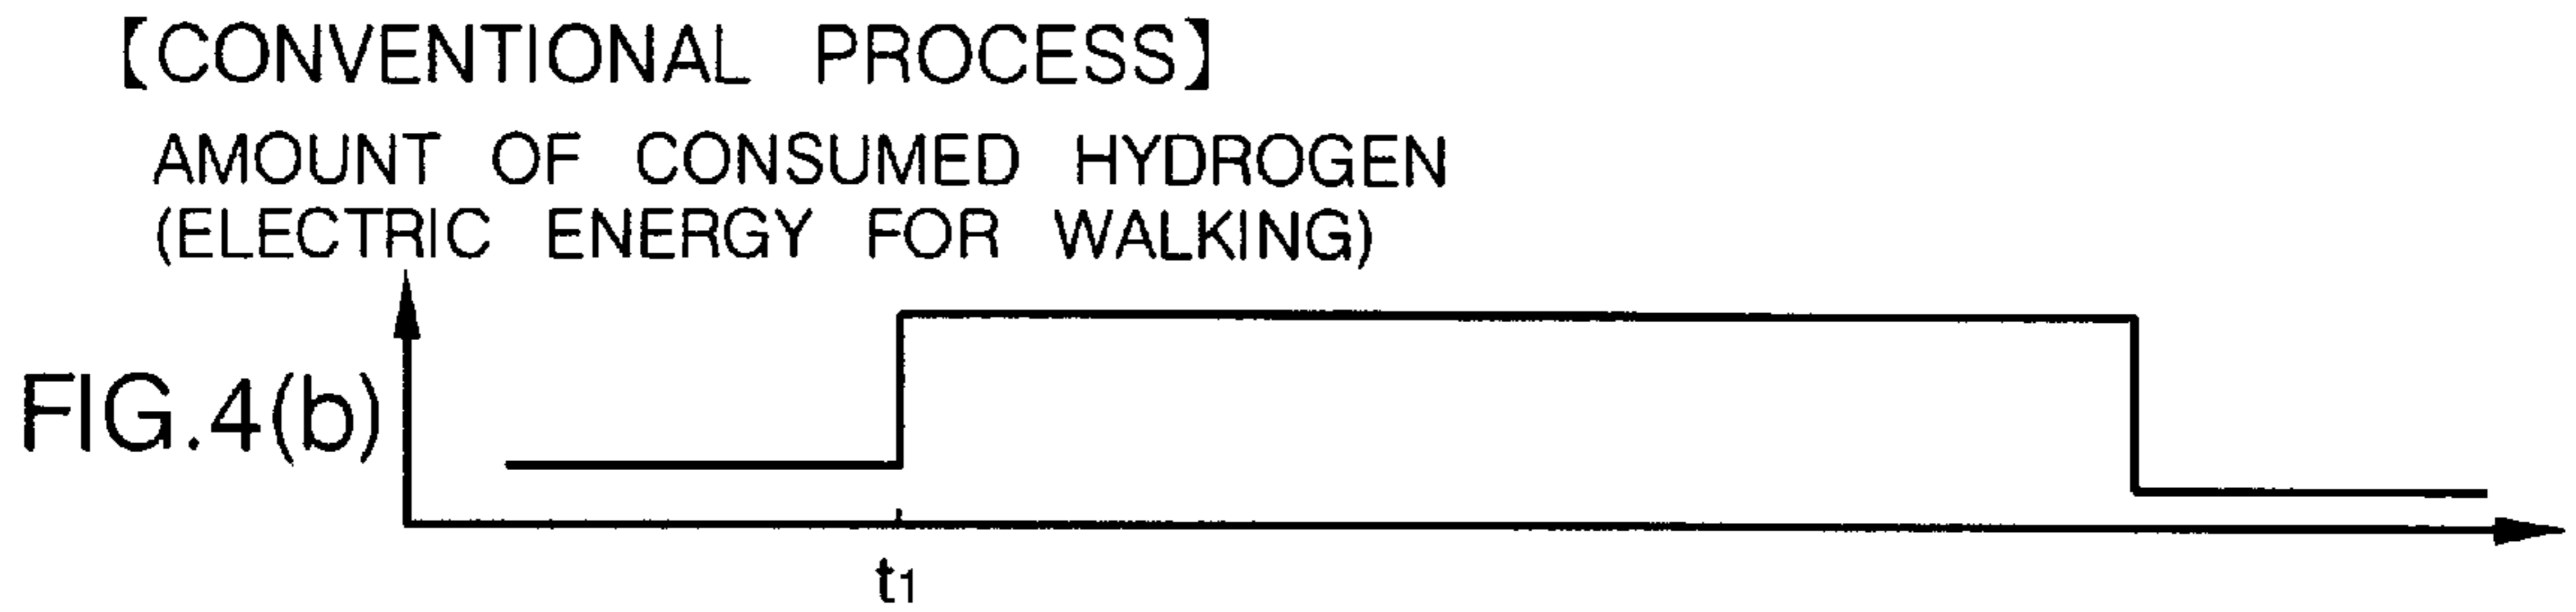 【CONVENTIONAL PROCESS】
AMOUNT OF CONSUMED HYDROGEN
(ELECTRIC ENERGY FOR WALKING)
FIG.4(b)
t1